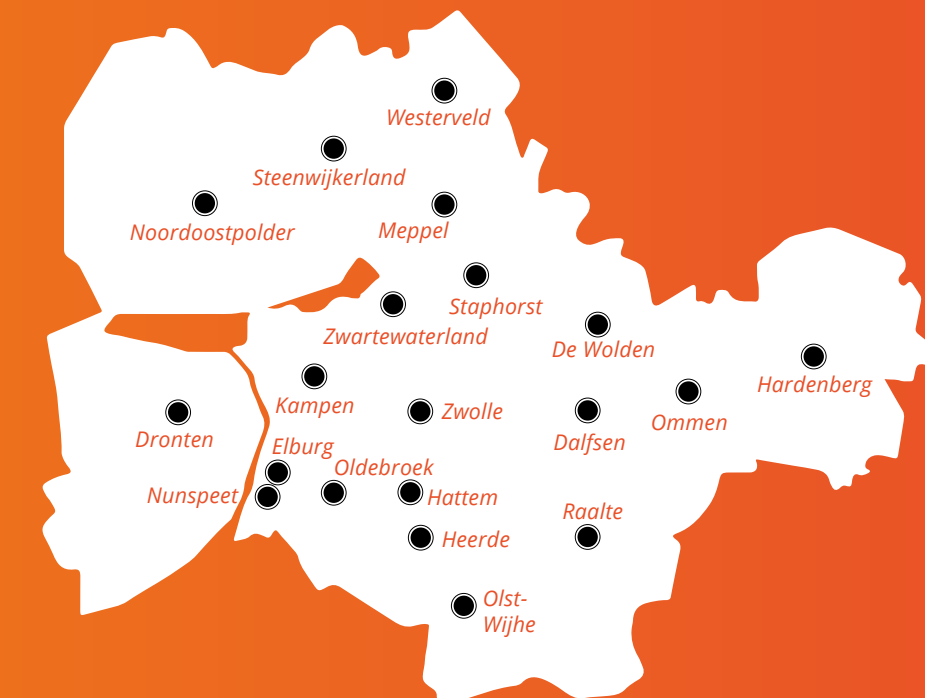 Westerveld
Steenwijkerland
Noordoostpolder
Meppel
Staphorst
Zwartewaterland
De Wolden
Hardenberg
Kampen
Zwolle
Ommen
Dronten
Dalfsen
Elburg
Oldebroek
Nunspeet
Hattem
Raalte
Heerde
Olst-
Wijhe